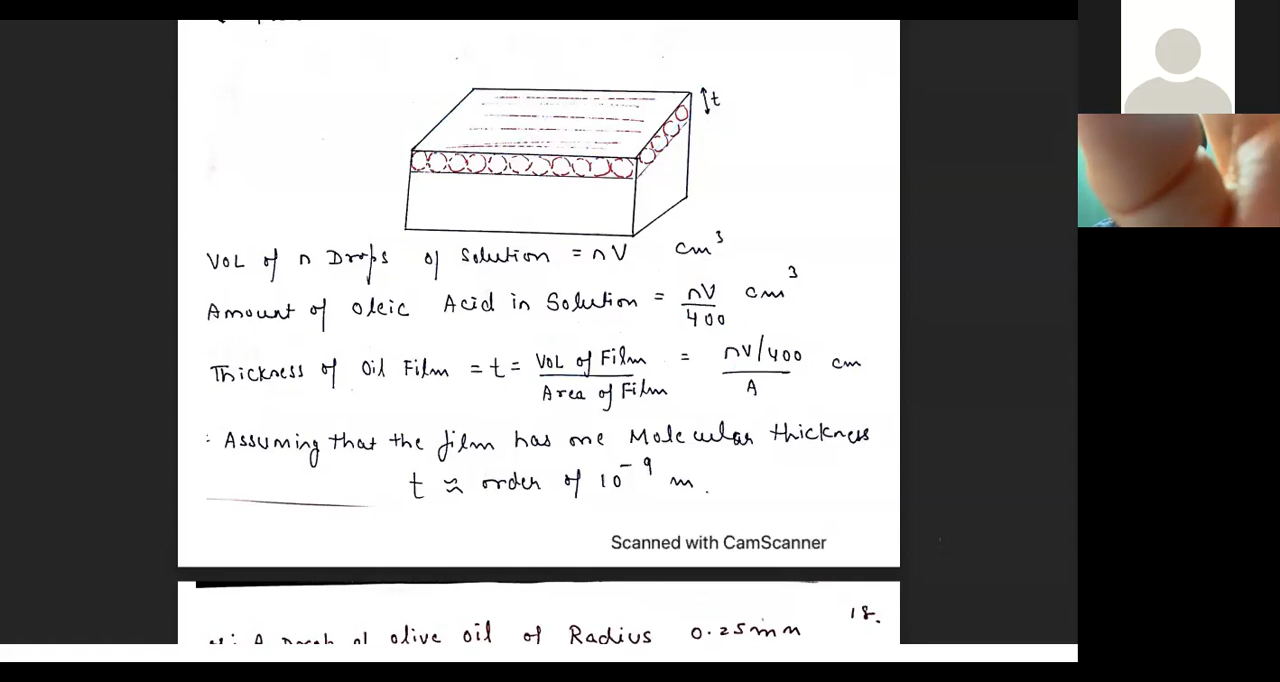 t
Vol of n Drops of Solution = nV cm³
Amount of Oleic Acid in Solution = nV/400 cm³
Thickness of Oil Film = t = Vol of Film/Area of Film = nV/400/A cm
: Assuming that the film has one Molecular thickness
t ≈ order of 10⁻⁹ m.
Scanned with CamScanner
18.
olive oil of Radius 0.25mm